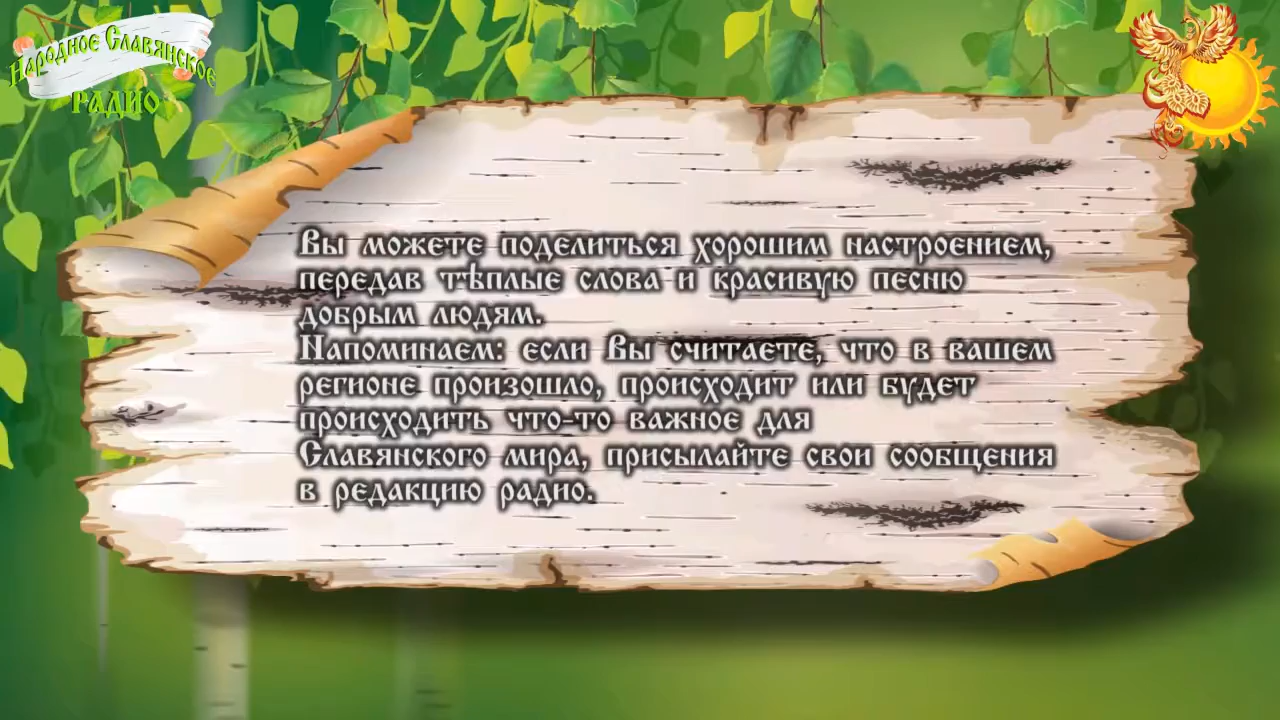 Народное Славянское
РАДИО
Вы можете поделиться хорошим настроением,
передав тѣплые слова и красивую песню
добрым людям.
Напоминаем: если Вы считаете, что в вашем
регионе произошло, происходит или будет
происходить что-то важное для
Славянского мира, присылайте свои сообщения
в редакцию радио.